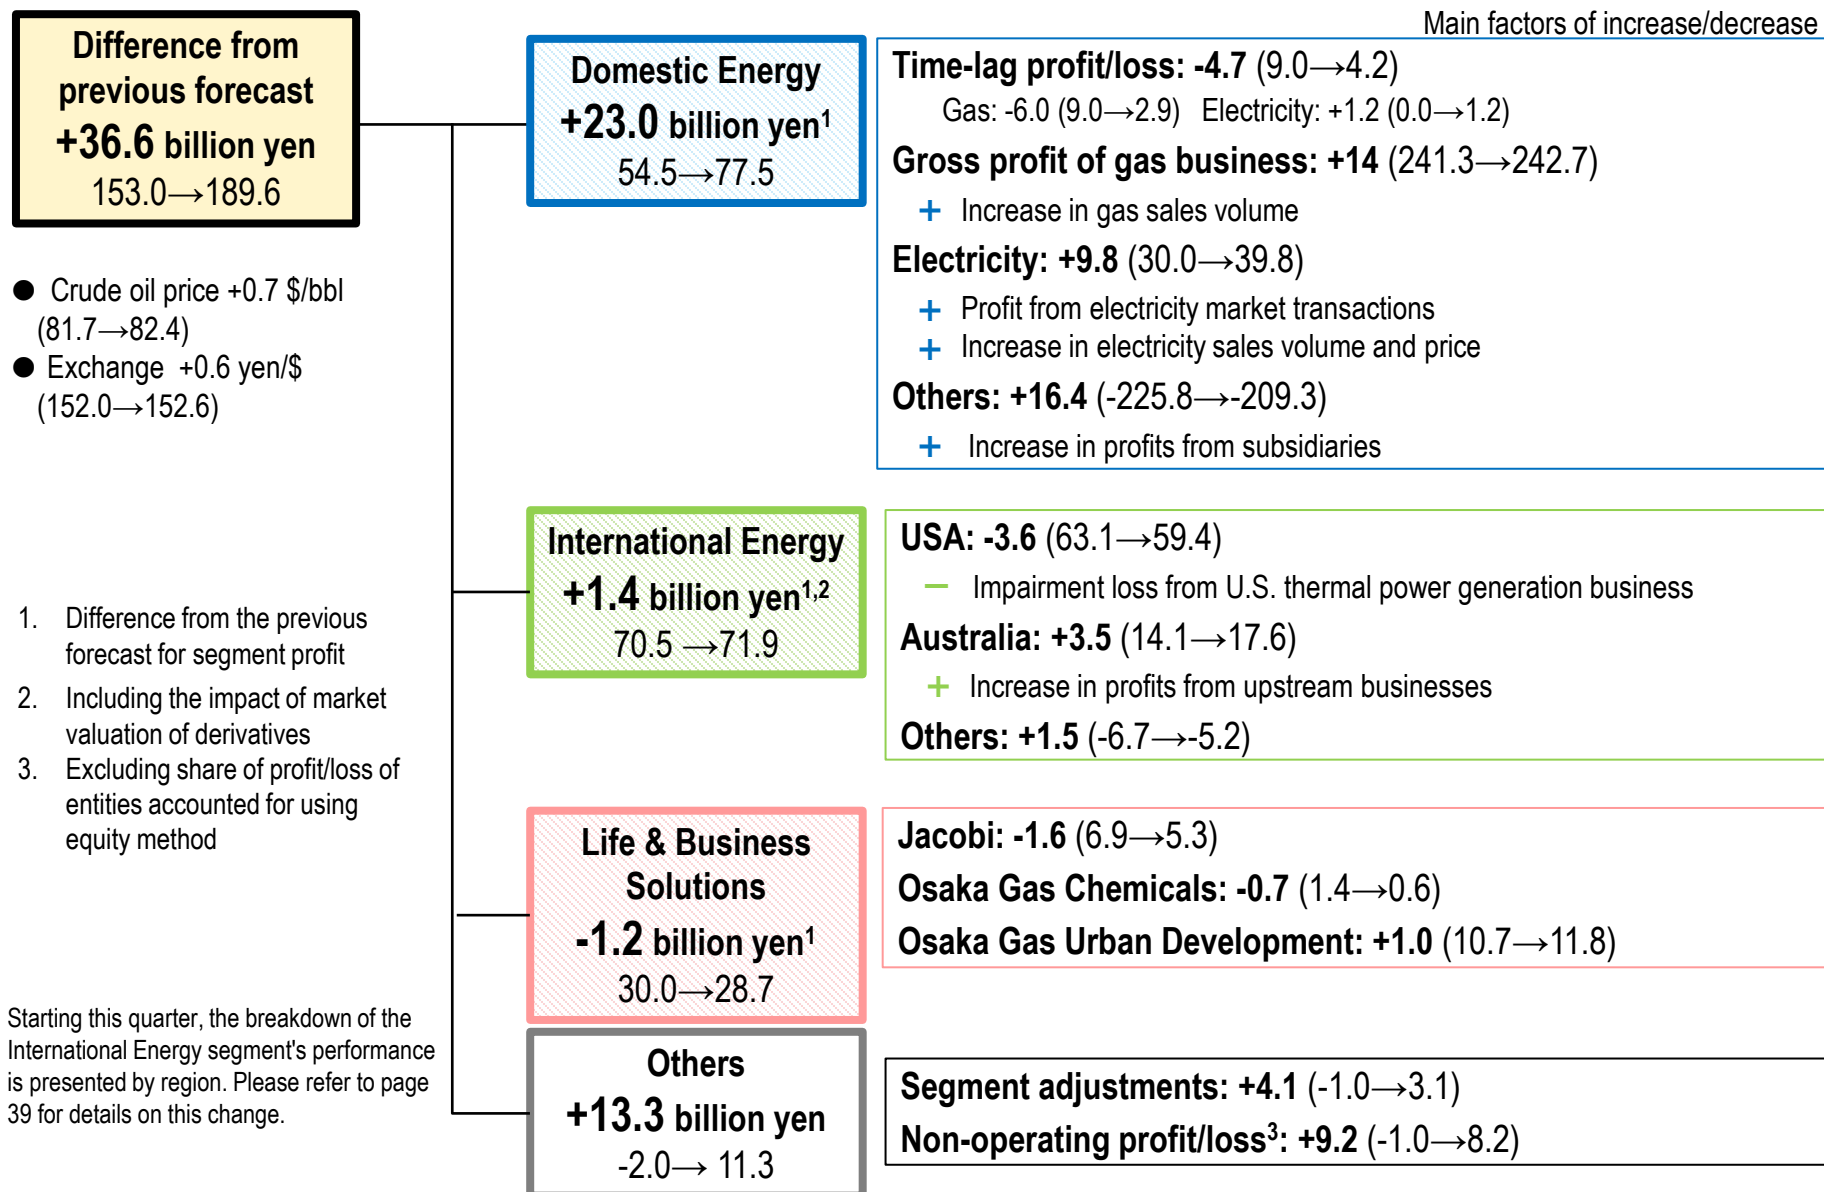 Main factors of increase/decrease
Difference from
previous forecast
+36.6 billion yen
153.0→189.6
● Crude oil price +0.7 $/bbl
(81.7→82.4)
● Exchange +0.6 yen/$
(152.0→152.6)
1. Difference from the previous
forecast for segment profit
2. Including the impact of market
valuation of derivatives
3. Excluding share of profit/loss of
entities accounted for using
equity method
Starting this quarter, the breakdown of the
International Energy segment's performance
is presented by region. Please refer to page
39 for details on this change.
Domestic Energy
+23.0 billion yen1
54.5→77.5
Time-lag profit/loss: -4.7 (9.0→4.2)
Gas: -6.0 (9.0→2.9) Electricity: +1.2 (0.0→1.2)
Gross profit of gas business: +14 (241.3→242.7)
+ Increase in gas sales volume
Electricity: +9.8 (30.0→39.8)
+ Profit from electricity market transactions
+ Increase in electricity sales volume and price
Others: +16.4 (-225.8→-209.3)
+ Increase in profits from subsidiaries
International Energy
+1.4 billion yen1,2
70.5 →71.9
USA: -3.6 (63.1→59.4)
− Impairment loss from U.S. thermal power generation business
Australia: +3.5 (14.1→17.6)
+ Increase in profits from upstream businesses
Others: +1.5 (-6.7→-5.2)
Life & Business
Solutions
-1.2 billion yen1
30.0→28.7
Jacobi: -1.6 (6.9→5.3)
Osaka Gas Chemicals: -0.7 (1.4→0.6)
Osaka Gas Urban Development: +1.0 (10.7→11.8)
Others
+13.3 billion yen
-2.0→ 11.3
Segment adjustments: +4.1 (-1.0→3.1)
Non-operating profit/loss3: +9.2 (-1.0→8.2)